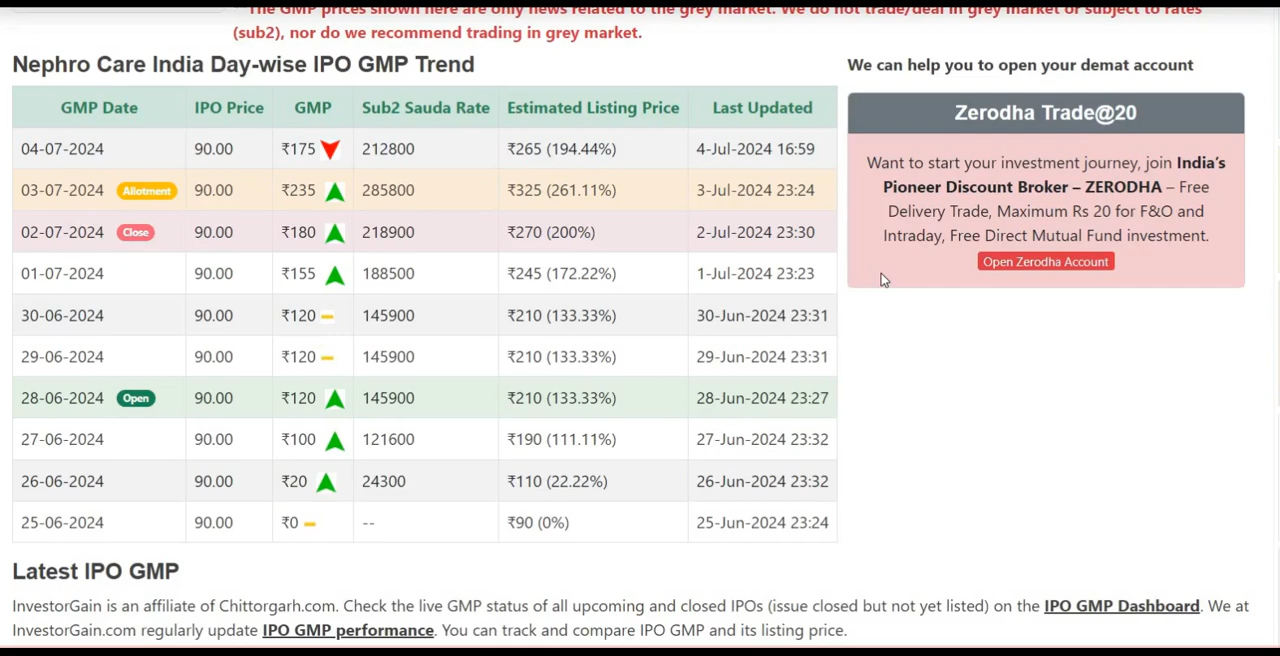 The GMP prices shown here are only news related to the grey market. We do not trade/deal in grey market or subject to rates
(sub2), nor do we recommend trading in grey market.
Nephro Care India Day-wise IPO GMP Trend
GMP Date IPO Price GMP Sub2 Sauda Rate Estimated Listing Price Last Updated
04-07-2024 90.00 ₹175 212800 ₹265 (194.44%) 4-Jul-2024 16:59
03-07-2024 Allotment 90.00 ₹235 285800 ₹325 (261.11%) 3-Jul-2024 23:24
02-07-2024 Close 90.00 ₹180 218900 ₹270 (200%) 2-Jul-2024 23:30
01-07-2024 90.00 ₹155 188500 ₹245 (172.22%) 1-Jul-2024 23:23
30-06-2024 90.00 ₹120 145900 ₹210 (133.33%) 30-Jun-2024 23:31
29-06-2024 90.00 ₹120 145900 ₹210 (133.33%) 29-Jun-2024 23:31
28-06-2024 Open 90.00 ₹120 145900 ₹210 (133.33%) 28-Jun-2024 23:27
27-06-2024 90.00 ₹100 121600 ₹190 (111.11%) 27-Jun-2024 23:32
26-06-2024 90.00 ₹20 24300 ₹110 (22.22%) 26-Jun-2024 23:32
25-06-2024 90.00 ₹0 -- ₹90 (0%) 25-Jun-2024 23:24
We can help you to open your demat account
Zerodha Trade@20
Want to start your investment journey, join India's
Pioneer Discount Broker – ZERODHA – Free
Delivery Trade, Maximum Rs 20 for F&O and
Intraday, Free Direct Mutual Fund investment.
Open Zerodha Account
Latest IPO GMP
InvestorGain is an affiliate of Chittorgarh.com. Check the live GMP status of all upcoming and closed IPOs (issue closed but not yet listed) on the IPO GMP Dashboard. We at
InvestorGain.com regularly update IPO GMP performance. You can track and compare IPO GMP and its listing price.